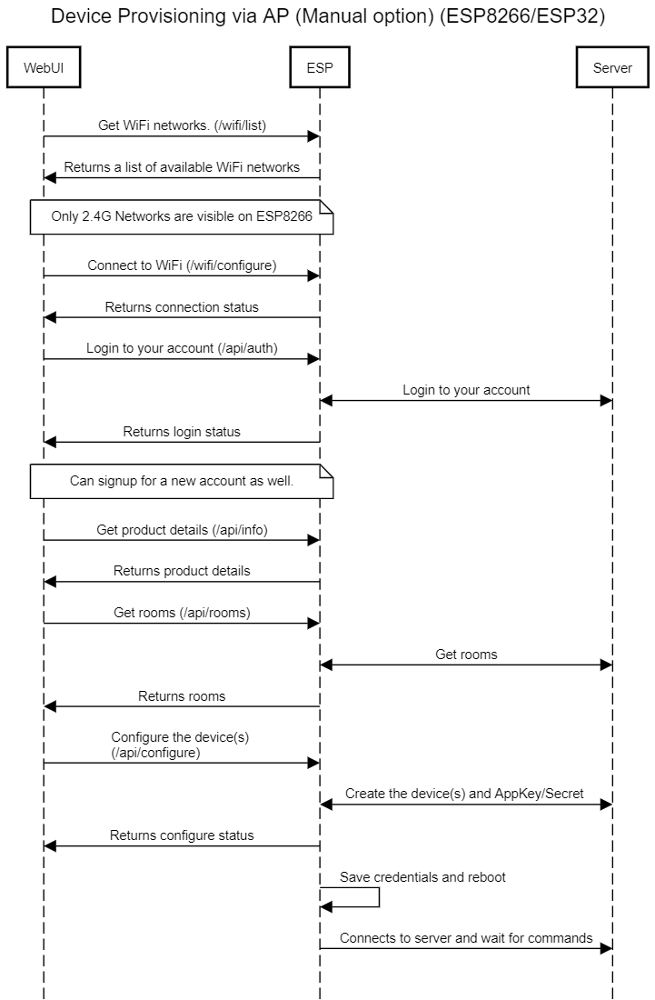 Device Provisioning via AP (Manual option) (ESP8266/ESP32)
WebUI
ESP
Server
Get WiFi networks. (/wifi/list)
Returns a list of available WiFi networks
Only 2.4G Networks are visible on ESP8266
Connect to WiFi (/wifi/configure)
Returns connection status
Login to your account (/api/auth)
Login to your account
Returns login status
Can signup for a new account as well.
Get product details (/api/info)
Returns product details
Get rooms (/api/rooms)
Get rooms
Returns rooms
Configure the device(s)
(/api/configure)
Create the device(s) and AppKey/Secret
Returns configure status
Save credentials and reboot
Connects to server and wait for commands